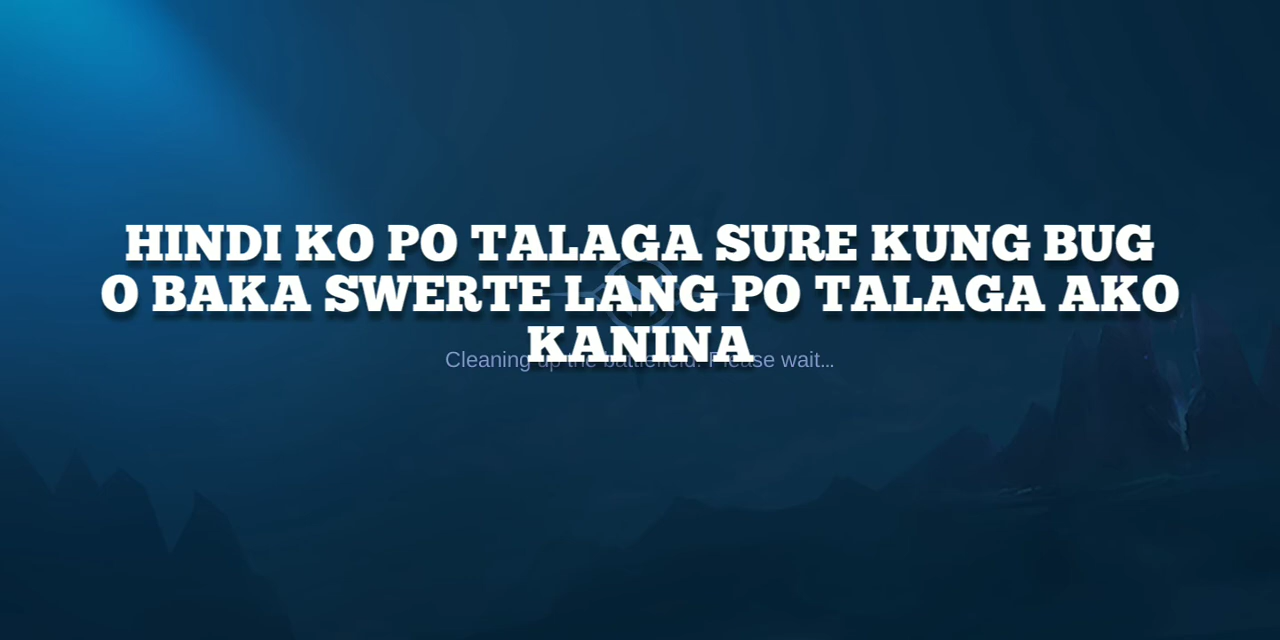 HINDI KO PO TALAGA SURE KUNG BUG
O BAKA SWERTE LANG PO TALAGA AKO
KANINA
Cleaning up the battlefield. Please wait...